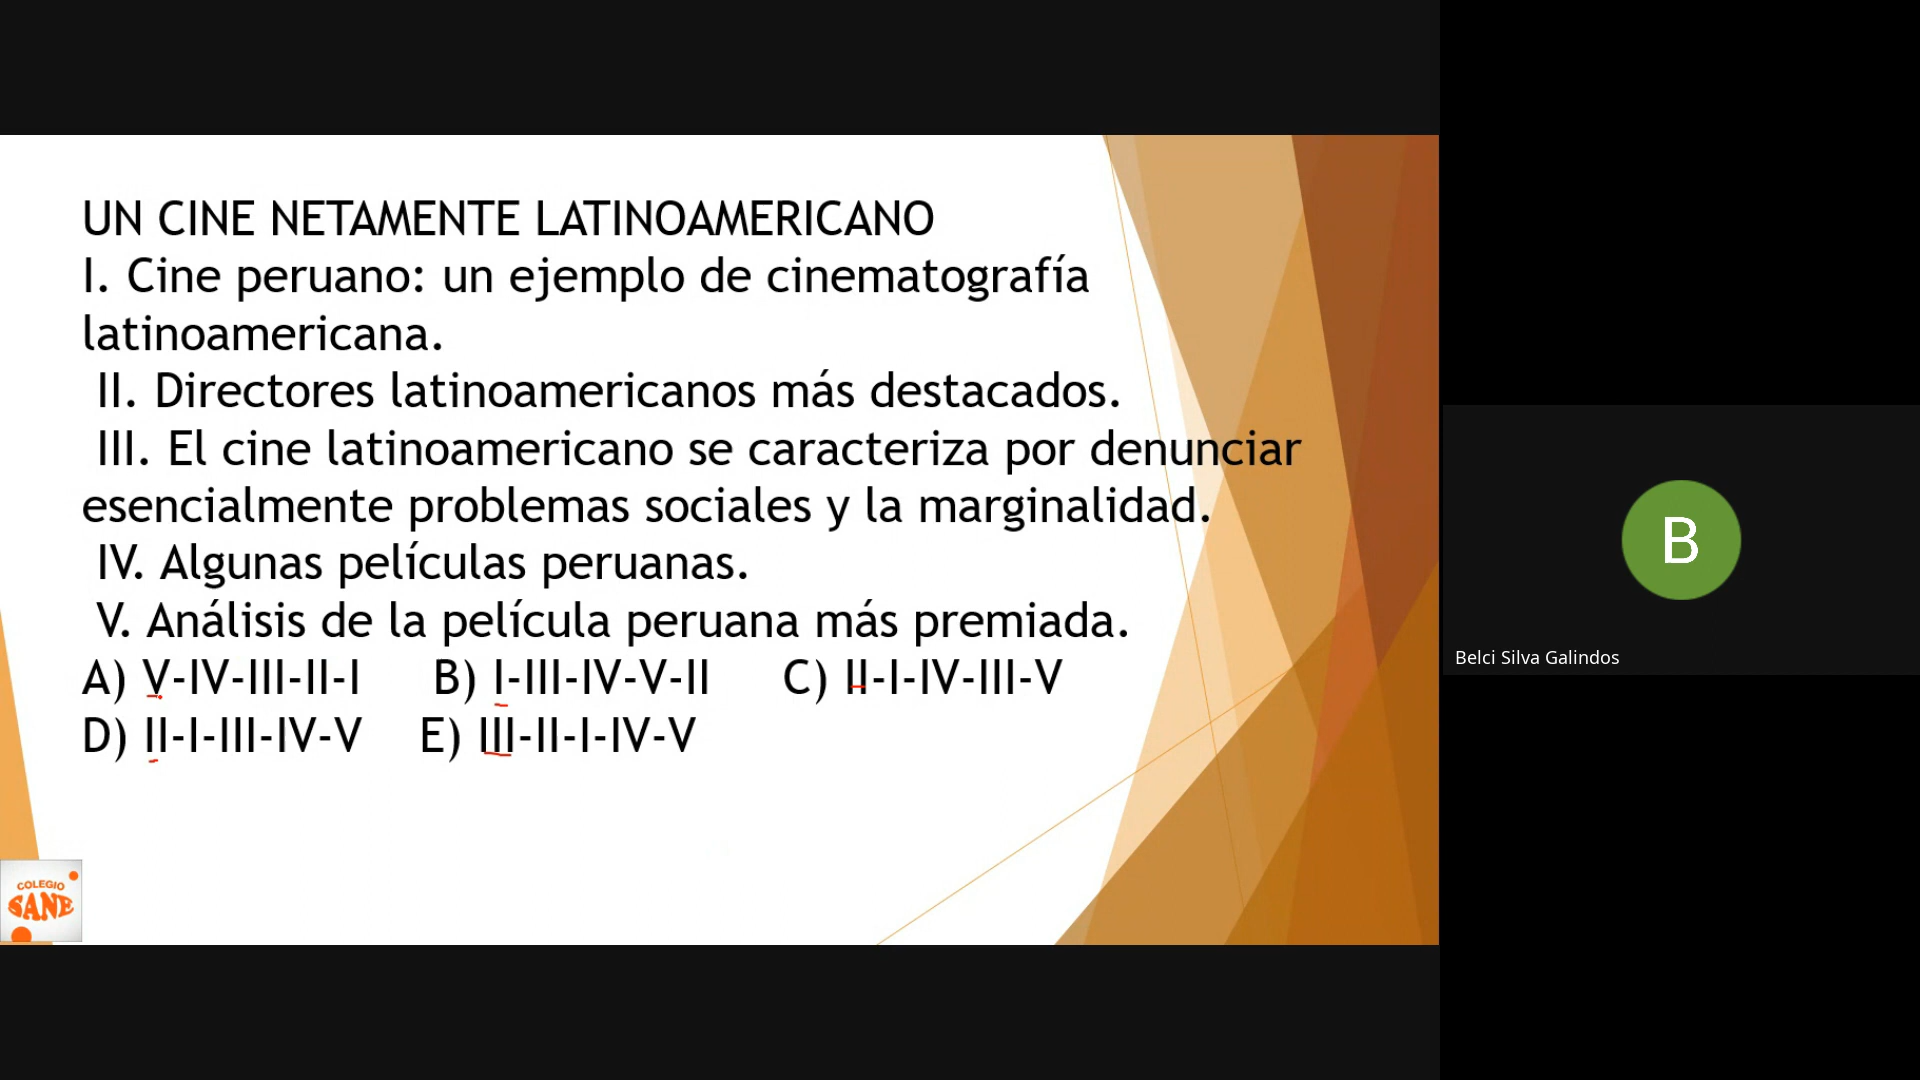 UN CINE NETAMENTE LATINOAMERICANO
I. Cine peruano: un ejemplo de cinematografía
latinoamericana.
II. Directores latinoamericanos más destacados.
III. El cine latinoamericano se caracteriza por denunciar
esencialmente problemas sociales y la marginalidad.
IV. Algunas películas peruanas.
V. Análisis de la película peruana más premiada.
A) V-IV-III-II-I B) I-III-IV-V-II C) II-I-IV-III-V
D) II-I-III-IV-V E) III-II-I-IV-V
COLEGIO
SANE
B
Belci Silva Galindos